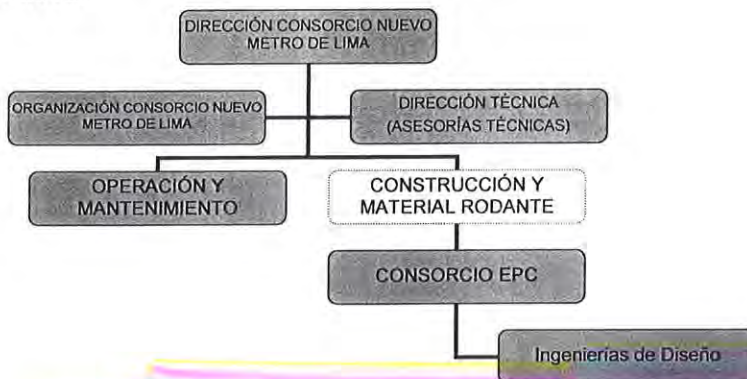 DIRECCIÓN CONSORCIO NUEVO
METRO DE LIMA
ORGANIZACIÓN CONSORCIO NUEVO
METRO DE LIMA
DIRECCIÓN TÉCNICA
(ASESORÍAS TÉCNICAS)
OPERACIÓN Y
MANTENIMIENTO
CONSTRUCCIÓN Y
MATERIAL RODANTE
CONSORCIO EPC
Ingenierías de Diseño